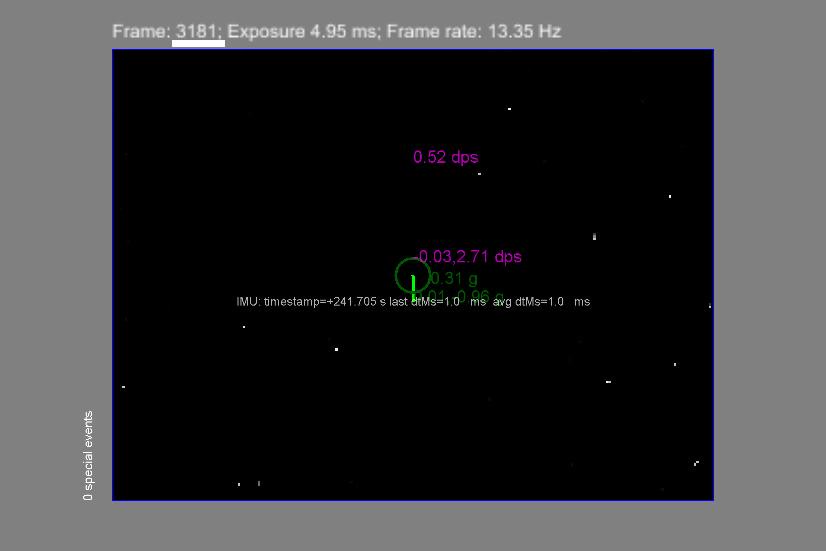 Frame: 3181; Exposure 4.95 ms; Frame rate: 13.35 Hz
0.52 dps
-0.03,2.71 dps
0.31 g
0.96 g
IMU: timestamp=+241.705 s last dtMs=1.0 ms avg dtMs=1.0 ms
0 special events